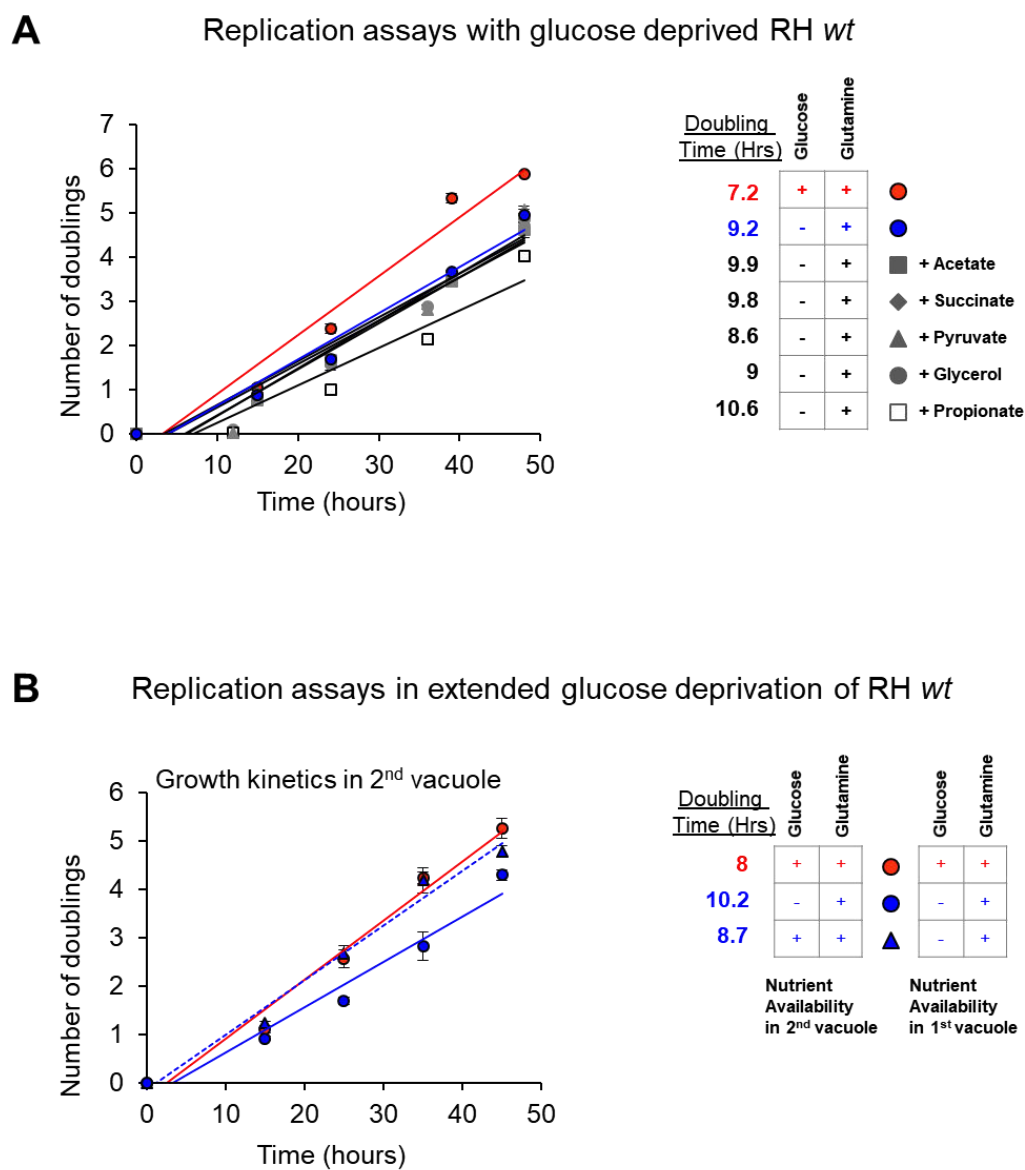 A
Replication assays with glucose deprived RH wt
Number of doublings
7
6
5
4
3
2
1
0
0 10 20 30 40 50
Time (hours)
Doubling
Time (Hrs)
Glucose
Glutamine
7.2 + +
9.2 - +
9.9 - + + Acetate
9.8 - + + Succinate
8.6 - + + Pyruvate
9 - + + Glycerol
10.6 - + + Propionate
B
Replication assays in extended glucose deprivation of RH wt
Growth kinetics in 2nd vacuole
Number of doublings
6
5
4
3
2
1
0
0 10 20 30 40 50
Time (hours)
Doubling
Time (Hrs)
Glucose
Glutamine
Glucose
Glutamine
8 + + + +
10.2 - + - +
8.7 + + - +
Nutrient
Availability
in 2nd vacuole
Nutrient
Availability
in 1st vacuole